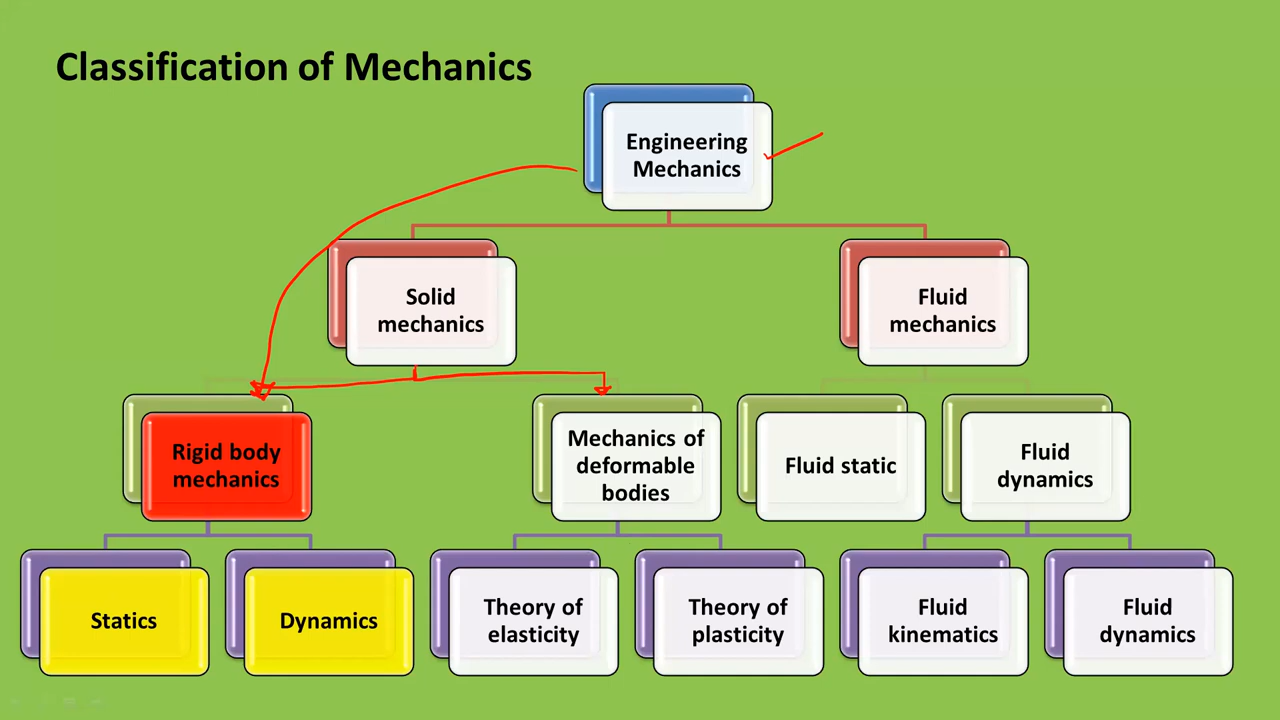 Classification of Mechanics
Engineering
Mechanics
Solid
mechanics
Fluid
mechanics
Rigid body
mechanics
Mechanics of
deformable
bodies
Fluid static
Fluid
dynamics
Statics
Dynamics
Theory of
elasticity
Theory of
plasticity
Fluid
kinematics
Fluid
dynamics